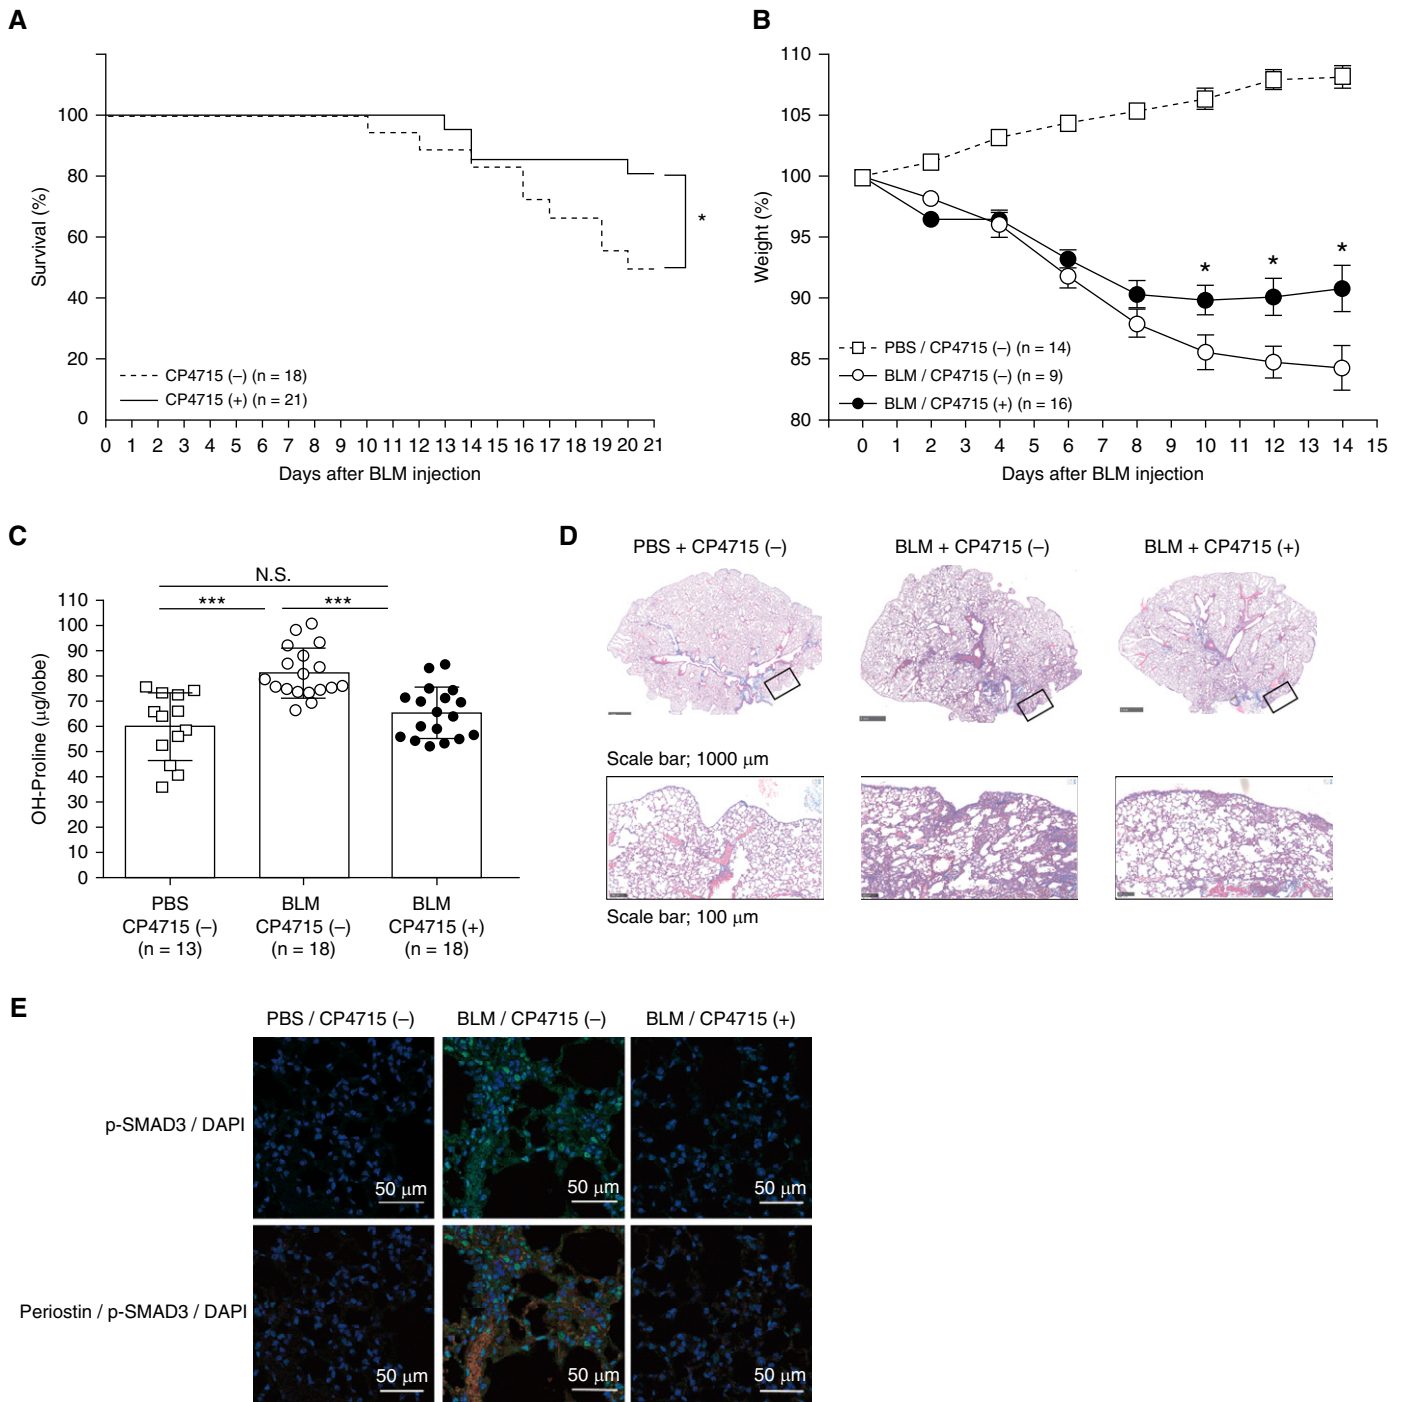 A
Survival (%)
100
80
60
40
20
0
0 1 2 3 4 5 6 7 8 9 10 11 12 13 14 15 16 17 18 19 20 21
Days after BLM injection
CP4715 (–) (n = 18)
CP4715 (+) (n = 21)
*
B
Weight (%)
110
105
100
95
90
85
80
0 1 2 3 4 5 6 7 8 9 10 11 12 13 14 15
Days after BLM injection
* * *
PBS / CP4715 (–) (n = 14)
BLM / CP4715 (–) (n = 9)
BLM / CP4715 (+) (n = 16)
C
N.S.
*** ***
OH-Proline (μg/lobe)
110
100
90
80
70
60
50
40
30
20
10
0
PBS
CP4715 (–)
(n = 13)
BLM
CP4715 (–)
(n = 18)
BLM
CP4715 (+)
(n = 18)
D
PBS + CP4715 (–)
BLM + CP4715 (–)
BLM + CP4715 (+)
Scale bar; 1000 μm
Scale bar; 100 μm
E
PBS / CP4715 (–)
BLM / CP4715 (–)
BLM / CP4715 (+)
p-SMAD3 / DAPI
50 μm
50 μm
50 μm
Periostin / p-SMAD3 / DAPI
50 μm
50 μm
50 μm